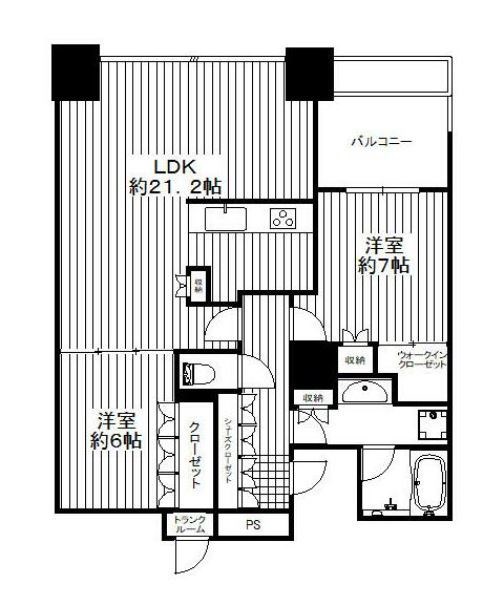 バルコニー
LDK
約21.2帖
洋室
約7帖
収納
収納
ウォークイン
クローゼット
収納
洋室
約6帖
クローゼット
シューズクローゼット
トランク
ルーム
PS